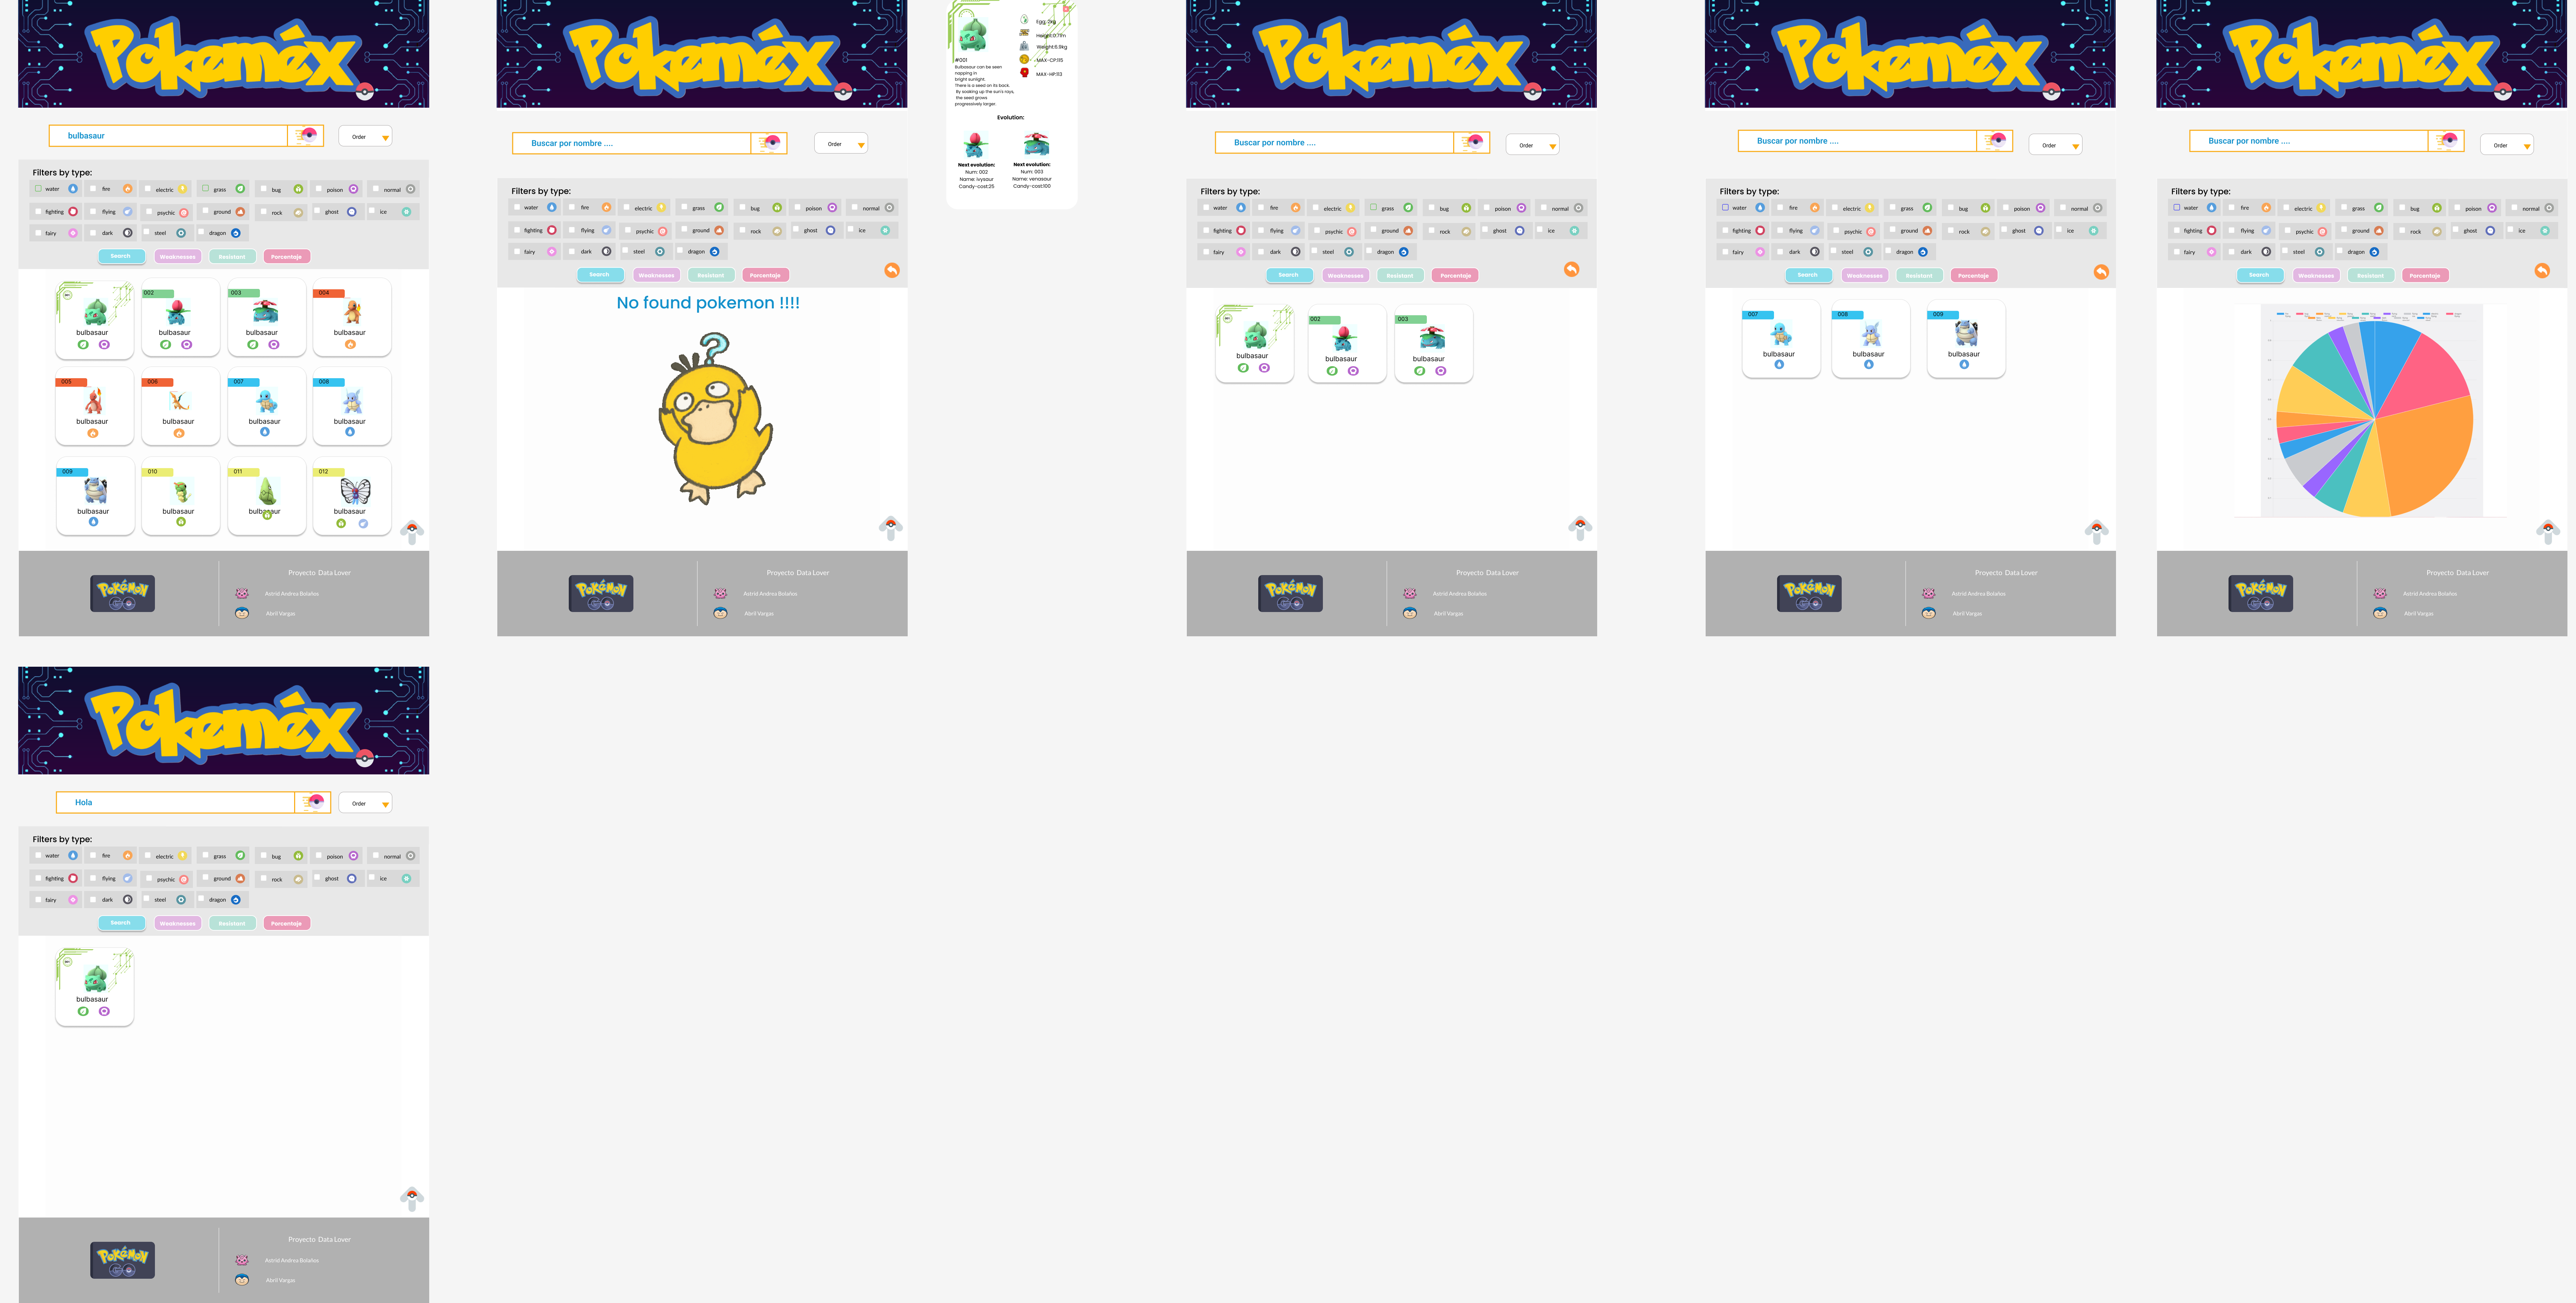 Pokeméx
bulbasaur
Order
Filters by type:
water fire electric grass bug poison normal
fighting flying psychic ground rock ghost ice
fairy dark steel dragon
Search Weaknesses Resistant Porcentaje
002 003 004
bulbasaur bulbasaur bulbasaur bulbasaur
005 006 007 008
bulbasaur bulbasaur bulbasaur bulbasaur
009 010 011 012
bulbasaur bulbasaur bulbasaur bulbasaur
POKÉMON GO
Proyecto Data Lover
Astrid Andrea Bolaños
Abril Vargas
Pokeméx
Buscar por nombre ....
Order
Filters by type:
water fire electric grass bug poison normal
fighting flying psychic ground rock ghost ice
fairy dark steel dragon
Search Weaknesses Resistant Porcentaje
No found pokemon !!!!
POKÉMON GO
Proyecto Data Lover
Astrid Andrea Bolaños
Abril Vargas
Egg: 2kg
Height:0.71m
Weight:6.9kg
MAX-CP:115
MAX-HP:113
#001
Bulbasaur can be seen
napping in
bright sunlight.
There is a seed on its back.
By soaking up the sun's rays,
the seed grows
progressively larger.
Evolution:
Next evolution:
Num: 002
Name: ivysaur
Candy-cost:25
Next evolution:
Num: 003
Name: venosaur
Candy-cost:100
Pokeméx
Buscar por nombre ....
Order
Filters by type:
water fire electric grass bug poison normal
fighting flying psychic ground rock ghost ice
fairy dark steel dragon
Search Weaknesses Resistant Porcentaje
002 003
bulbasaur bulbasaur bulbasaur
POKÉMON GO
Proyecto Data Lover
Astrid Andrea Bolaños
Abril Vargas
Pokeméx
Buscar por nombre ....
Order
Filters by type:
water fire electric grass bug poison normal
fighting flying psychic ground rock ghost ice
fairy dark steel dragon
Search Weaknesses Resistant Porcentaje
007 008 009
bulbasaur bulbasaur bulbasaur
POKÉMON GO
Proyecto Data Lover
Astrid Andrea Bolaños
Abril Vargas
Pokeméx
Buscar por nombre ....
Order
Filters by type:
water fire electric grass bug poison normal
fighting flying psychic ground rock ghost ice
fairy dark steel dragon
Search Weaknesses Resistant Porcentaje
POKÉMON GO
Proyecto Data Lover
Astrid Andrea Bolaños
Abril Vargas
Pokeméx
Hola
Order
Filters by type:
water fire electric grass bug poison normal
fighting flying psychic ground rock ghost ice
fairy dark steel dragon
Search Weaknesses Resistant Porcentaje
bulbasaur
POKÉMON GO
Proyecto Data Lover
Astrid Andrea Bolaños
Abril Vargas